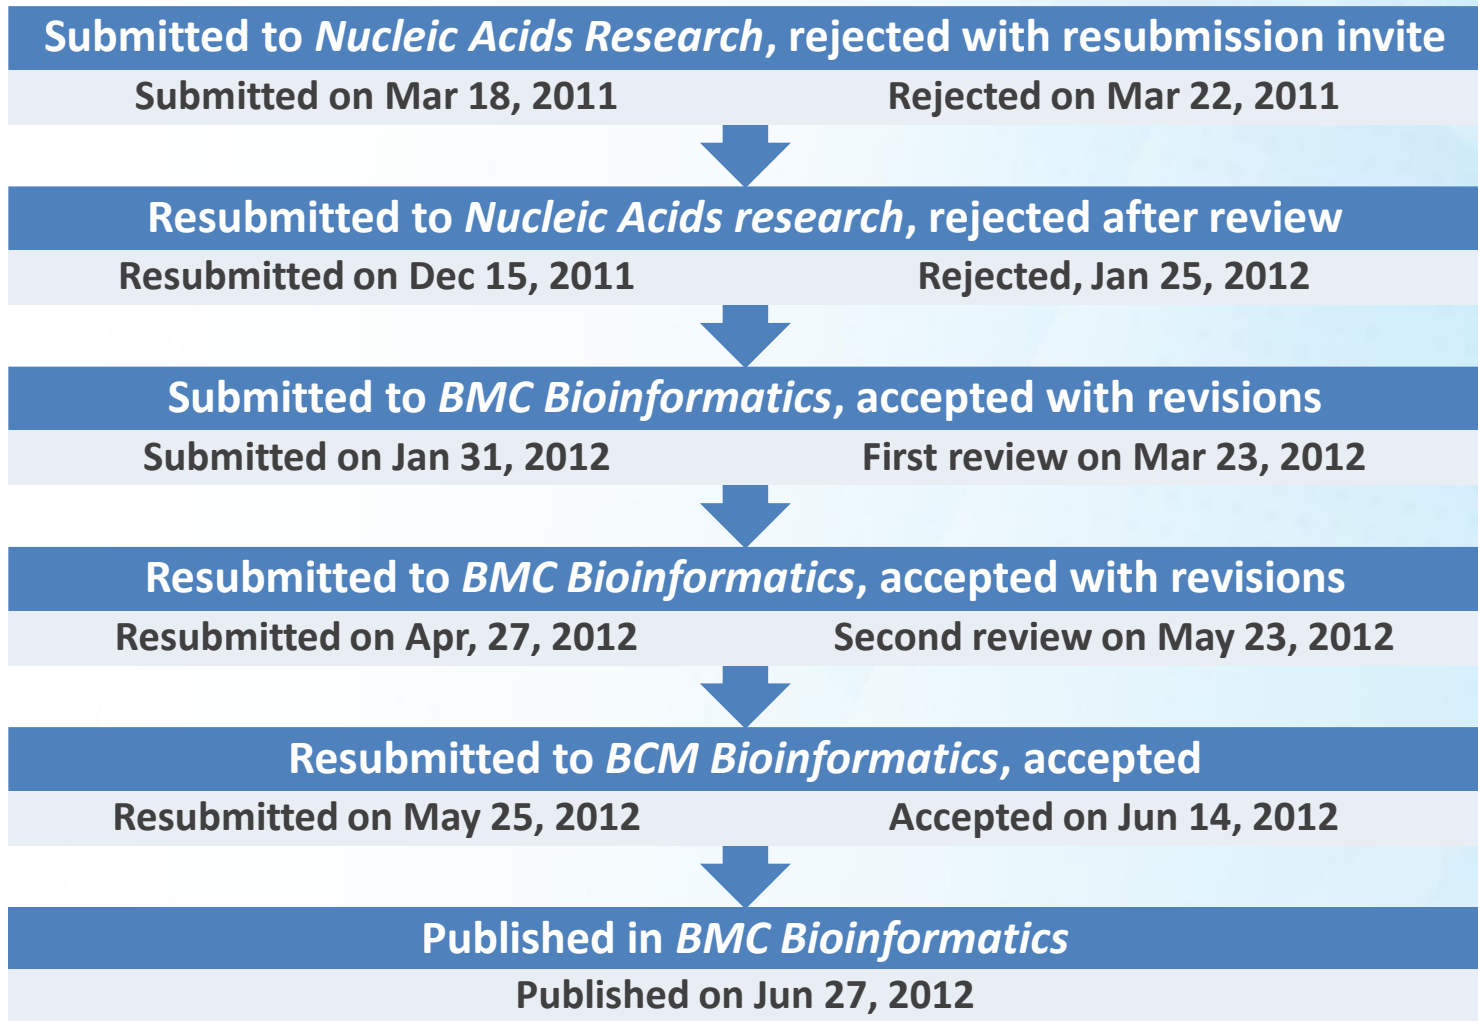 Submitted to Nucleic Acids Research, rejected with resubmission invite
Submitted on Mar 18, 2011 Rejected on Mar 22, 2011
Resubmitted to Nucleic Acids research, rejected after review
Resubmitted on Dec 15, 2011 Rejected, Jan 25, 2012
Submitted to BMC Bioinformatics, accepted with revisions
Submitted on Jan 31, 2012 First review on Mar 23, 2012
Resubmitted to BMC Bioinformatics, accepted with revisions
Resubmitted on Apr, 27, 2012 Second review on May 23, 2012
Resubmitted to BCM Bioinformatics, accepted
Resubmitted on May 25, 2012 Accepted on Jun 14, 2012
Published in BMC Bioinformatics
Published on Jun 27, 2012